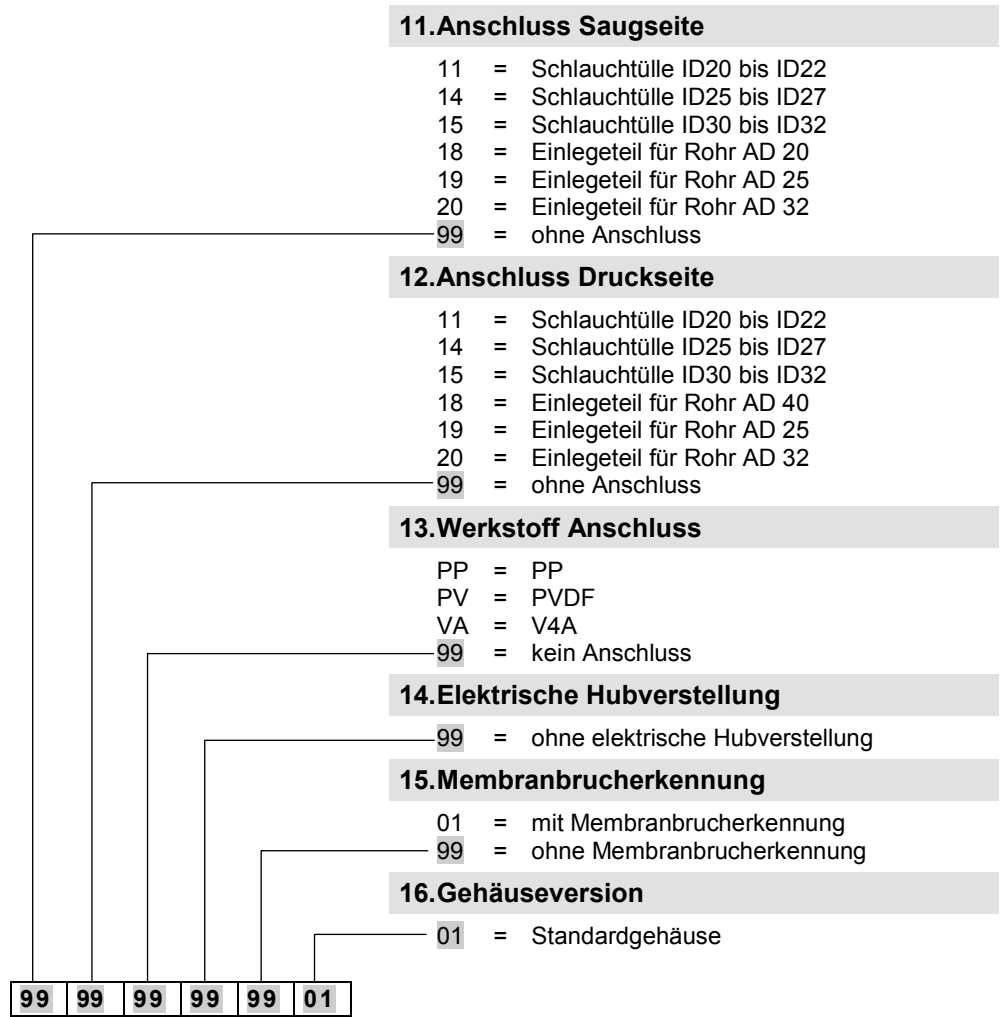 11.Anschluss Saugseite
11 = Schlauchtülle ID20 bis ID22
14 = Schlauchtülle ID25 bis ID27
15 = Schlauchtülle ID30 bis ID32
18 = Einlegeteil für Rohr AD 20
19 = Einlegeteil für Rohr AD 25
20 = Einlegeteil für Rohr AD 32
99 = ohne Anschluss
12.Anschluss Druckseite
11 = Schlauchtülle ID20 bis ID22
14 = Schlauchtülle ID25 bis ID27
15 = Schlauchtülle ID30 bis ID32
18 = Einlegeteil für Rohr AD 40
19 = Einlegeteil für Rohr AD 25
20 = Einlegeteil für Rohr AD 32
99 = ohne Anschluss
13.Werkstoff Anschluss
PP = PP
PV = PVDF
VA = V4A
99 = kein Anschluss
14.Elektrische Hubverstellung
99 = ohne elektrische Hubverstellung
15.Membranbrucherkennung
01 = mit Membranbrucherkennung
99 = ohne Membranbrucherkennung
16.Gehäuseversion
01 = Standardgehäuse
99 99 99 99 99 01